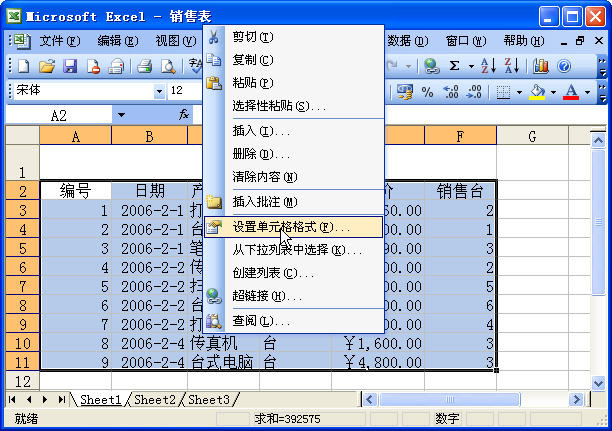 Microsoft Excel - 销售表
文件(F) 编辑(E) 视图(V) 数据(D) 窗口(W) 帮助(H)
宋体 12 %
A2 fx
A B F G
1
2 编号 日期 产 价 销售台
3 1 2006-2-1 打 50.00 2
4 2 2006-2-1 台 00.00 1
5 3 2006-2-1 笔 90.00 3
6 4 2006-2-2 传 00.00 2
7 5 2006-2-2 扫 00.00 5
8 6 2006-2-2 台 00.00 6
9 7 2006-2-2 打 00.00 4
10 8 2006-2-4 传真机 台 ￥1,600.00 3
11 9 2006-2-4 台式电脑 台 ￥4,800.00 3
12
剪切(T)
复制(C)
粘贴(P)
选择性粘贴(S)...
插入(I)...
删除(D)...
清除内容(N)
插入批注(M)
设置单元格格式(F)...
从下拉列表中选择(K)...
创建列表(C)...
超链接(H)...
查阅(L)...
Sheet1 Sheet2 Sheet3
就绪 求和=392575 数字